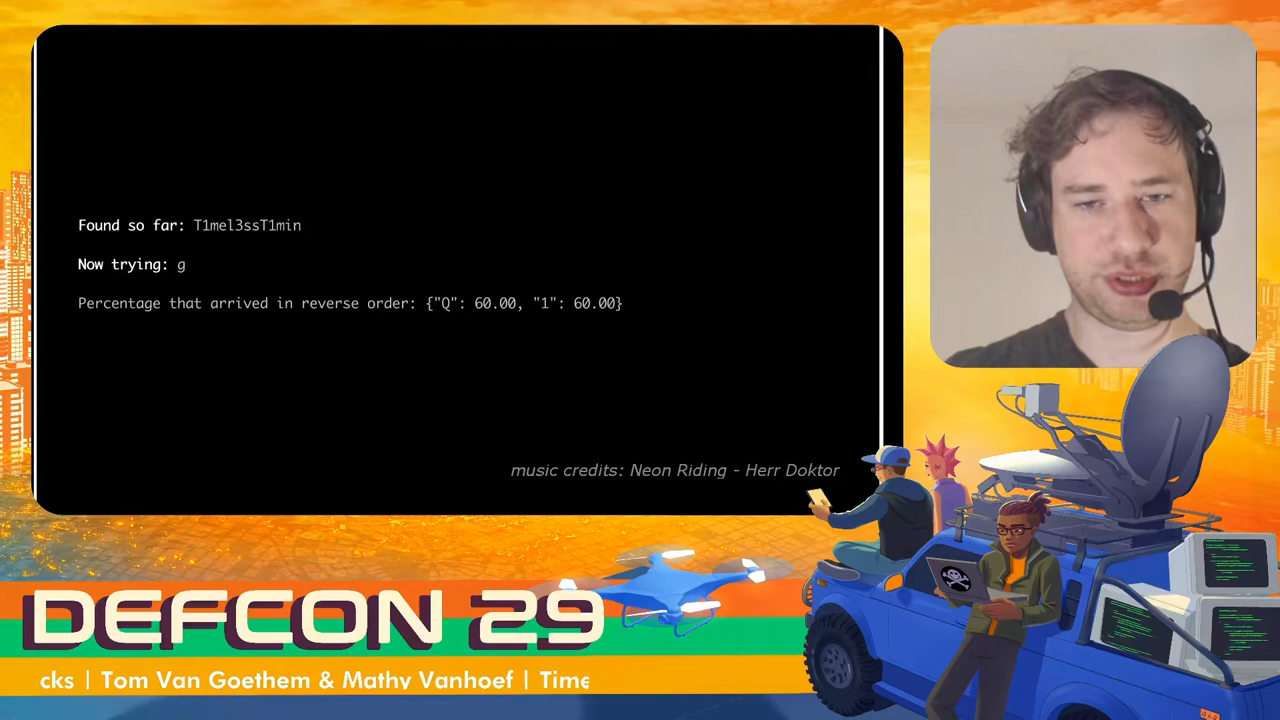 Found so far: T1mel3ssT1min
Now trying: g
Percentage that arrived in reverse order: {"Q": 60.00, "1": 60.00}
music credits: Neon Riding - Herr Doktor
DEFCON 29
cks | Tom Van Goethem & Mathy Vanhoef | Time